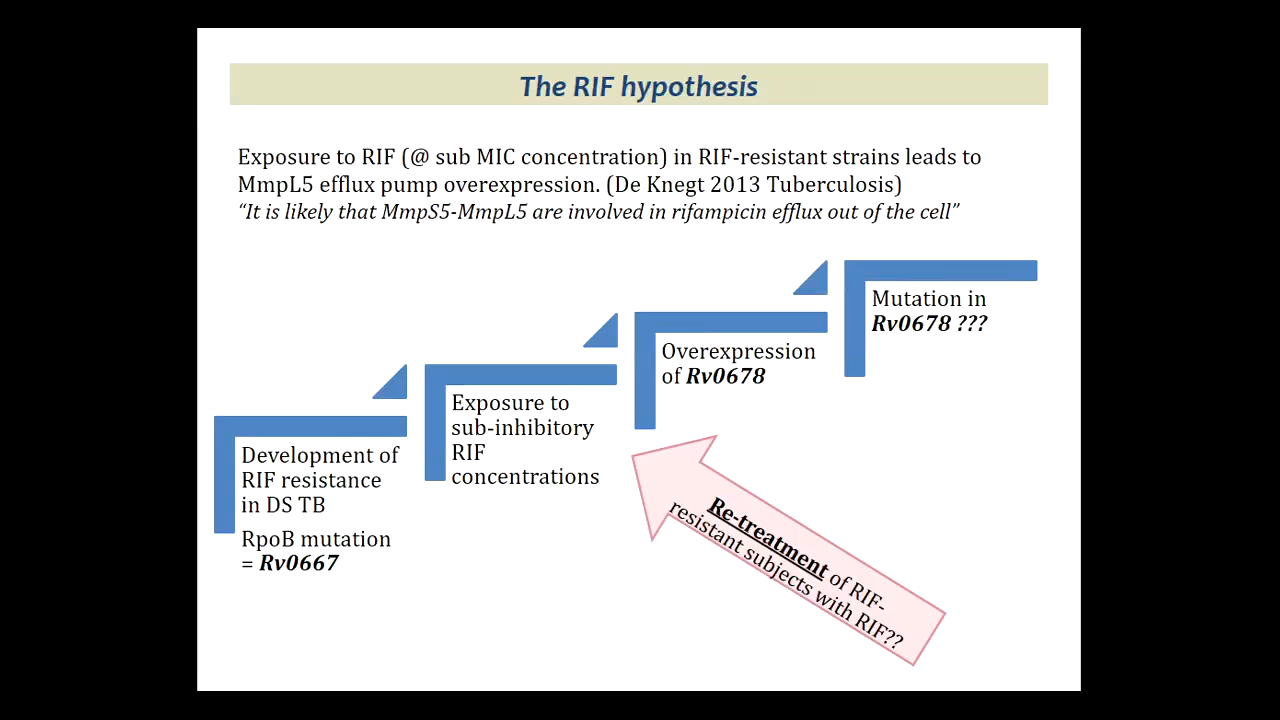 The RIF hypothesis
Exposure to RIF (@ sub MIC concentration) in RIF-resistant strains leads to
MmpL5 efflux pump overexpression. (De Knegt 2013 Tuberculosis)
“It is likely that MmpS5-MmpL5 are involved in rifampicin efflux out of the cell”
Development of
RIF resistance
in DS TB
RpoB mutation
= Rv0667
Exposure to
sub-inhibitory
RIF
concentrations
Overexpression
of Rv0678
Mutation in
Rv0678 ???
Re-treatment of RIF-
resistant subjects with RIF??